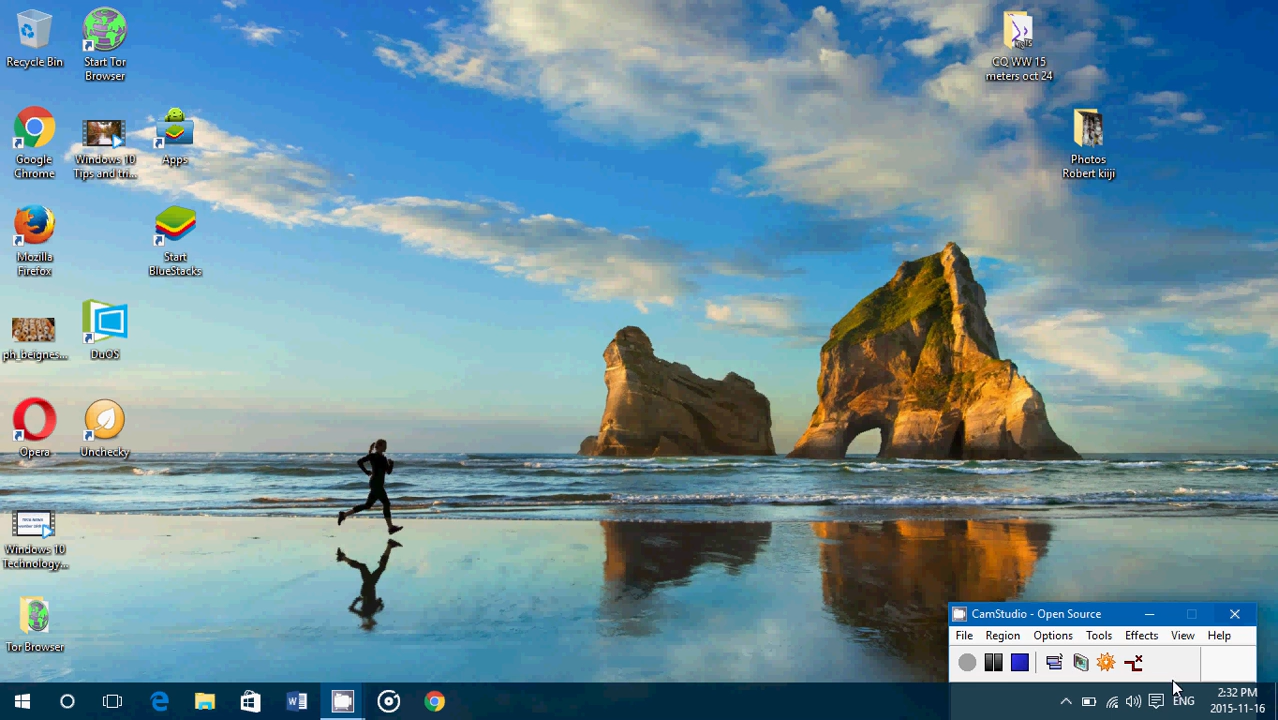 Recycle Bin
Start Tor
Browser
CQ WW 15
meters oct 24
Google
Chrome
Windows 10
Tips and tri...
Apps
Photos
Robert kiiji
Mozilla
Firefox
Start
BlueStacks
ph_beignes...
DuOS
Opera
Unchecky
Windows 10
Technology...
Tor Browser
CamStudio - Open Source
File Region Options Tools Effects View Help
ENG
2:32 PM
2015-11-16